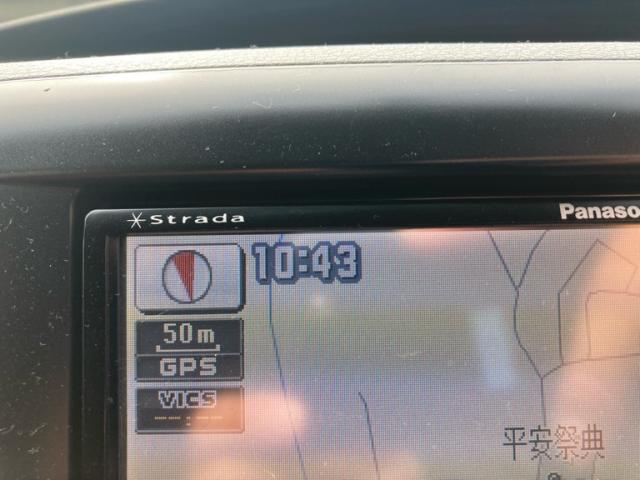 Strada
Panaso
10:43
50m
GPS
VICS
平安祭典